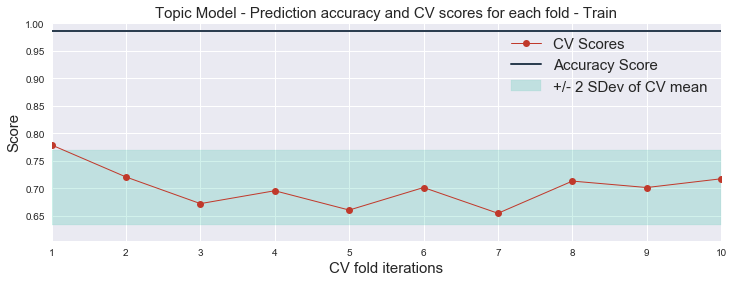 Topic Model - Prediction accuracy and CV scores for each fold - Train
1.00
0.95
0.90
0.85
0.80
0.75
0.70
0.65
Score
CV Scores
Accuracy Score
+/- 2 SDev of CV mean
1 2 3 4 5 6 7 8 9 10
CV fold iterations